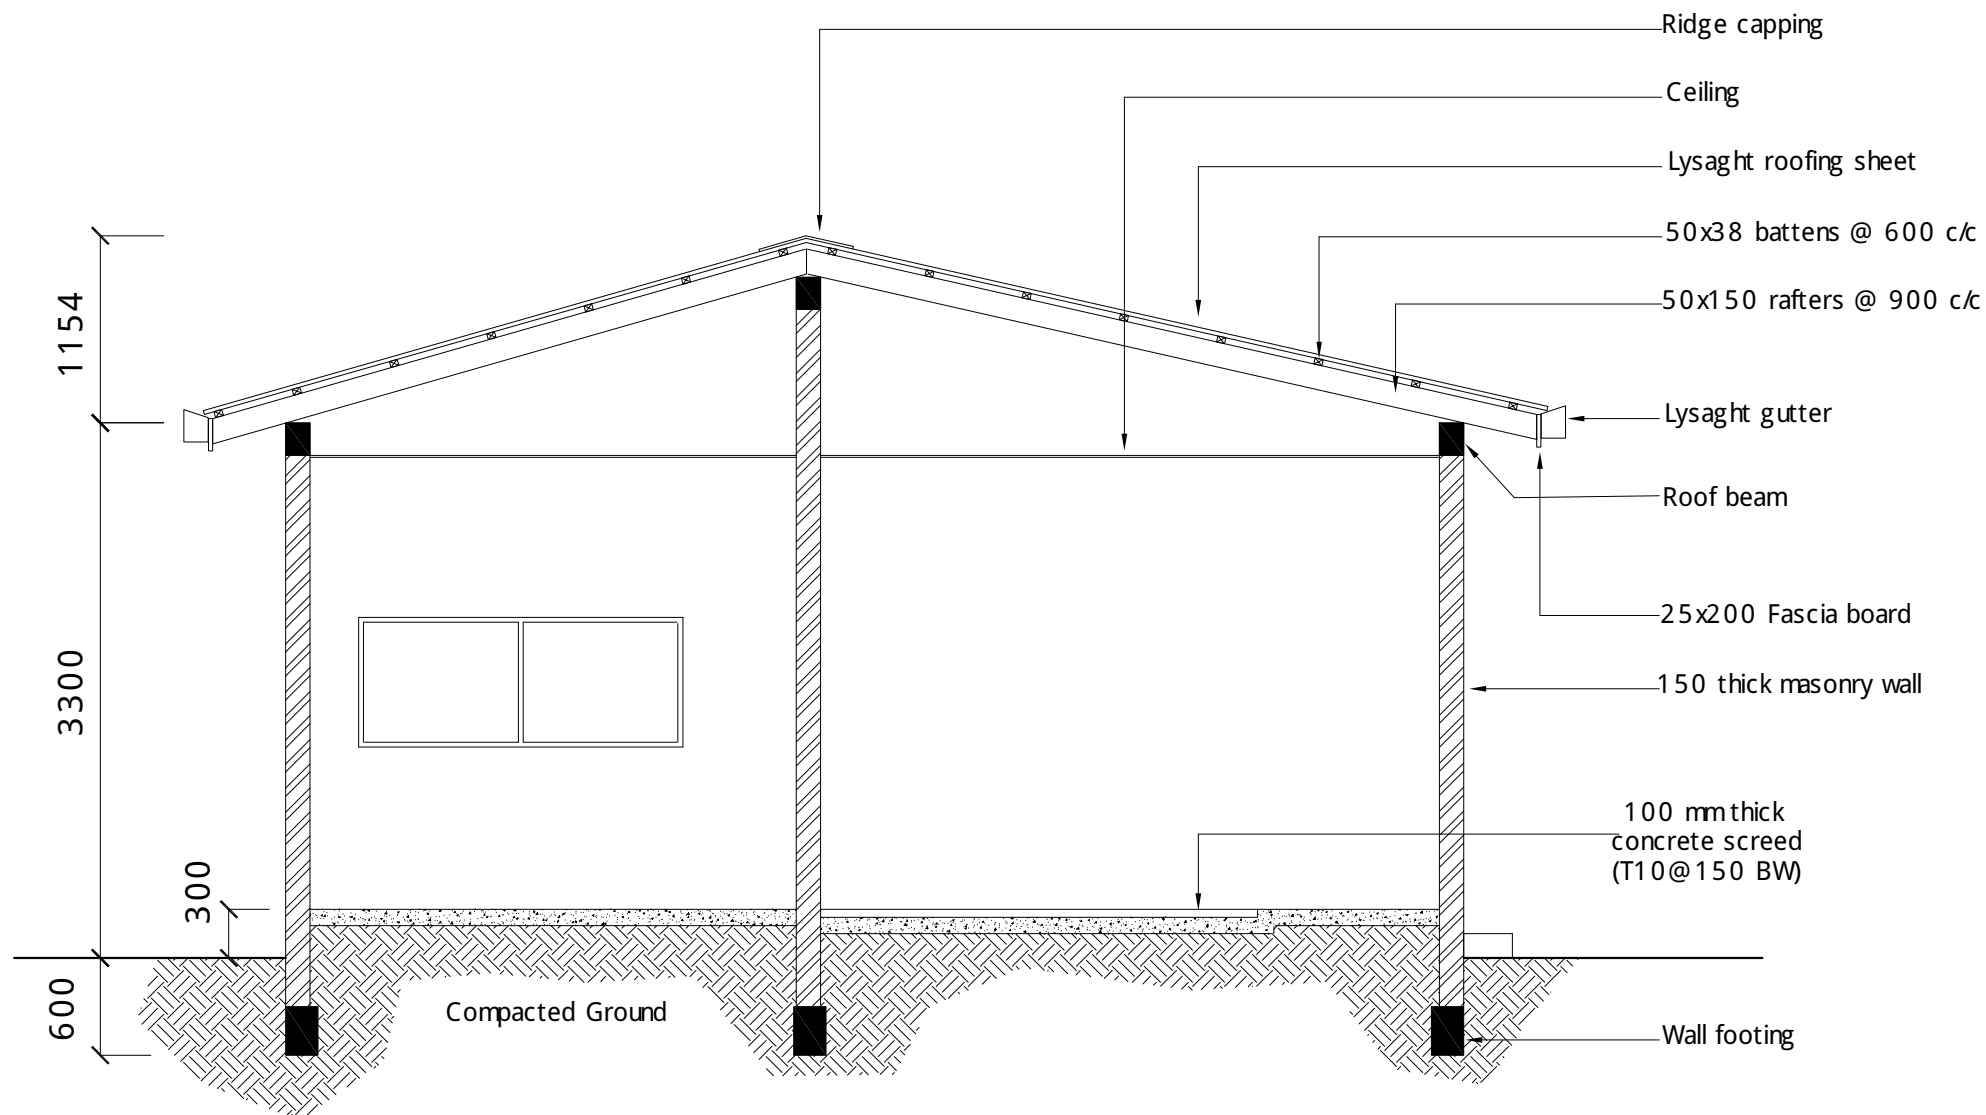 Ridge capping
Ceiling
Lysaght roofing sheet
50x38 battens @ 600 c/c
50x150 rafters @ 900 c/c
Lysaght gutter
Roof beam
25x200 Fascia board
150 thick masonry wall
100 mm thick
concrete screed
(T10@150 BW)
Wall footing
Compacted Ground
1154
3300
300
600